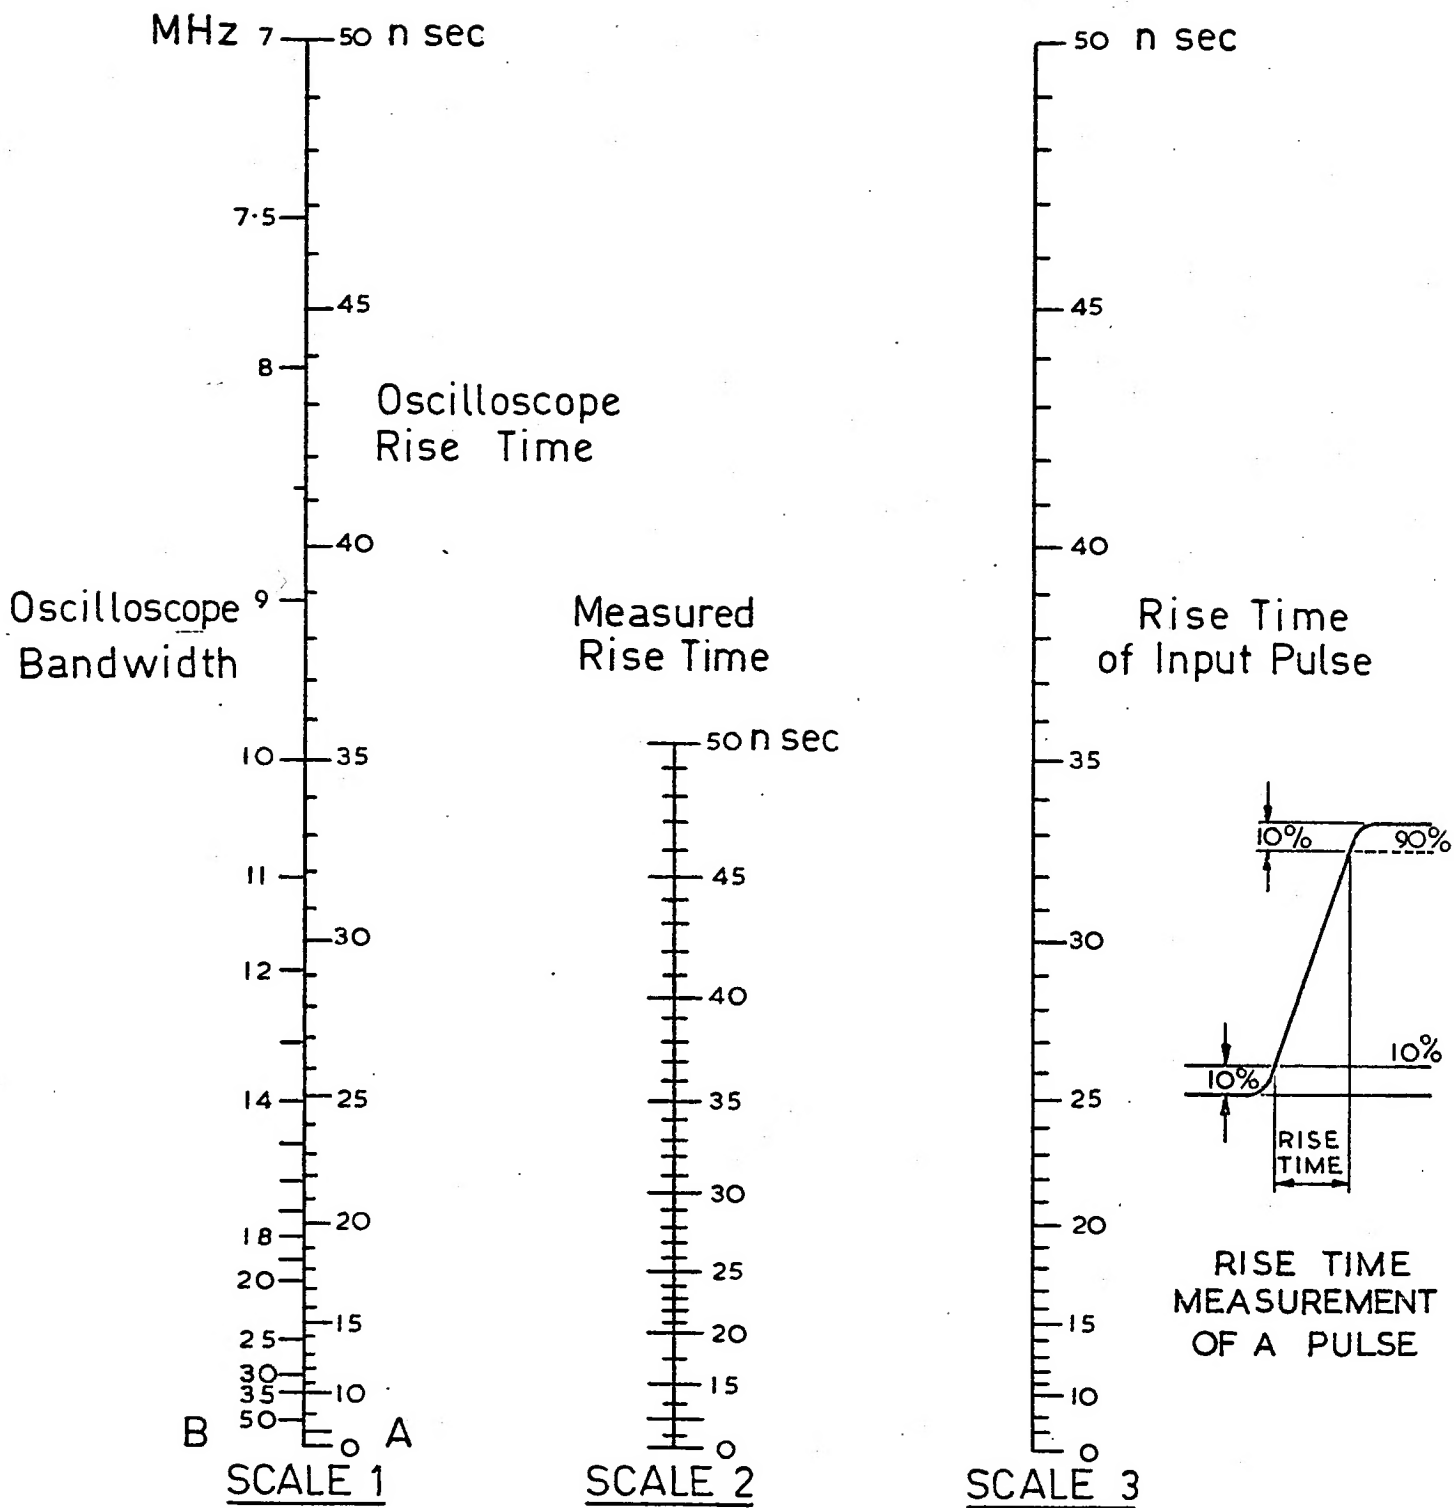 MHz 7 50 n sec
7·5
45
8
Oscilloscope
Rise Time
40
9
Oscilloscope
Bandwidth
10 35
11
30
12
14 25
20
18
20
15
25
30
35 10
50
B 0 A
SCALE 1
Measured
Rise Time
50 n sec
45
40
35
30
25
20
15
0
SCALE 2
50 n sec
45
40
Rise Time
of Input Pulse
35
30
25
20
15
10
0
SCALE 3
10% 90%
10%
10%
RISE
TIME
RISE TIME
MEASUREMENT
OF A PULSE